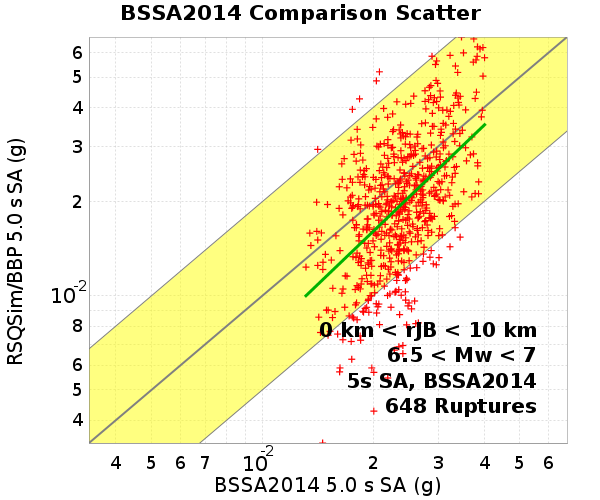 BSSA2014 Comparison Scatter
RSQSim/BBP 5.0 s SA (g)
6
5
4
3
2
10-2
8
6
5
4
0 km < rJB < 10 km
6.5 < Mw < 7
5s SA, BSSA2014
648 Ruptures
4 5 6 7 10-2 2 3 4 5 6
BSSA2014 5.0 s SA (g)